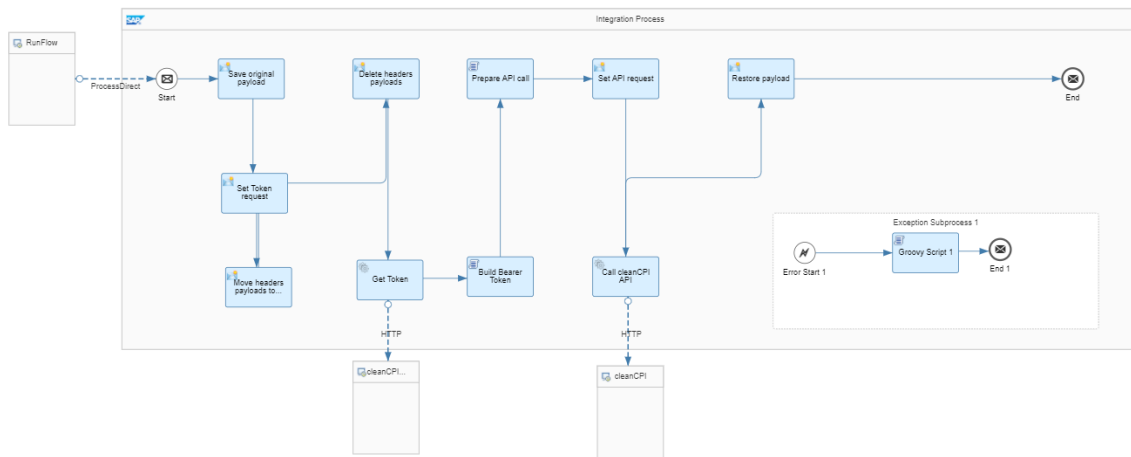 SAP
Integration Process
RunFlow
ProcessDirect
Start
Save original
payload
Delete headers
payloads
Prepare API call
Set API request
Restore payload
End
Set Token
request
Move headers
payloads to...
Get Token
Build Bearer
Token
Call cleanCPI
API
HTTP
HTTP
cleanCPI...
cleanCPI
Exception Subprocess 1
Error Start 1
Groovy Script 1
End 1